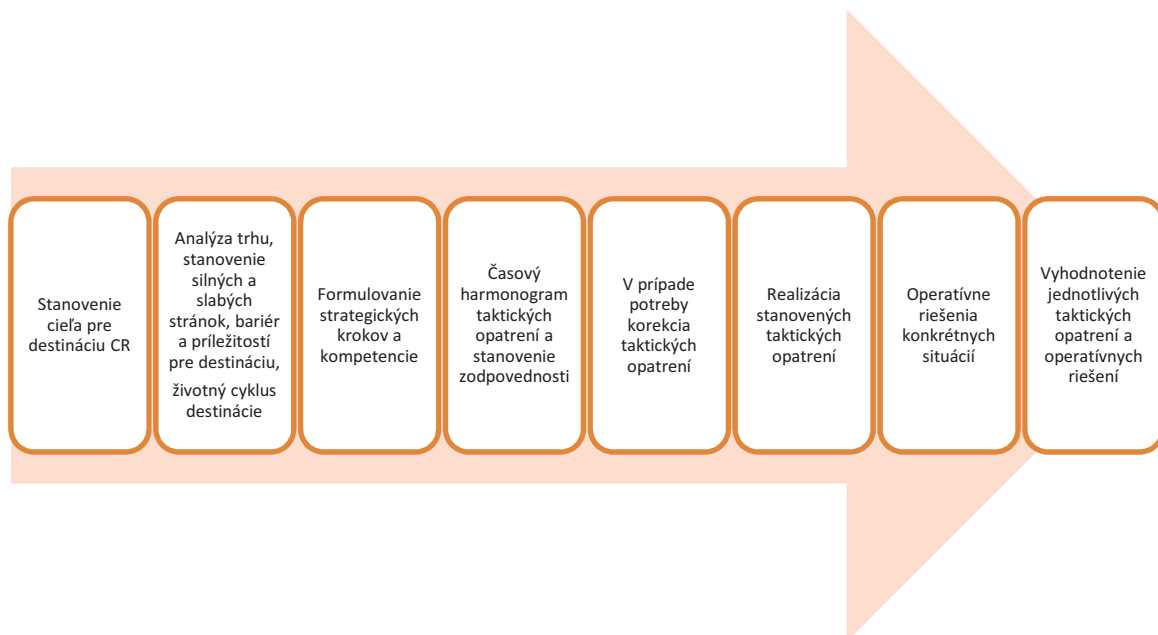 Stanovenie
cieľa pre
destináciu CR
Analýza trhu,
stanovenie
silných a
slabých
stránok, bariér
a príležitostí
pre destináciu,
životný cyklus
destinácie
Formulovanie
strategických
krokov a
kompetencie
Časový
harmonogram
taktických
opatrení a
stanovenie
zodpovednosti
V prípade
potreby
korekcia
taktických
opatrení
Realizácia
stanovených
taktických
opatrení
Operatívne
riešenia
konkrétnych
situácií
Vyhodnotenie
jednotlivých
taktických
opatrení a
operatívnych
riešení